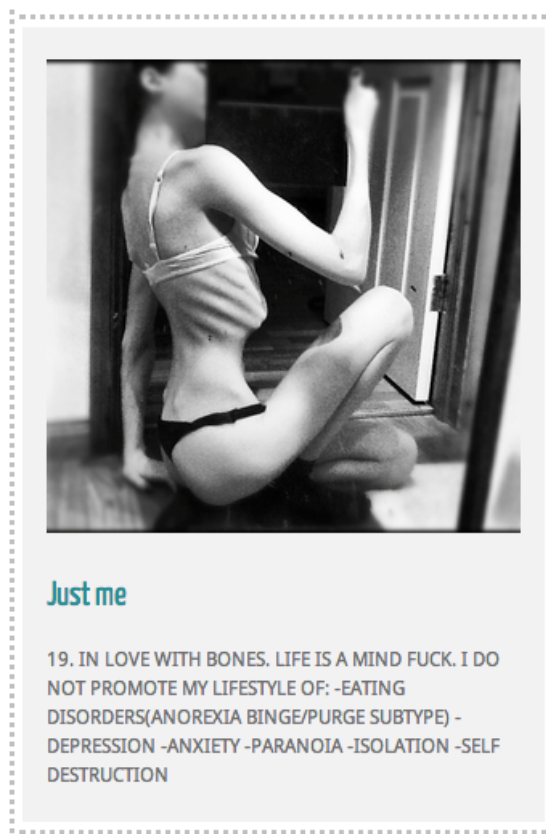 Just me
19. IN LOVE WITH BONES. LIFE IS A MIND FUCK. I DO
NOT PROMOTE MY LIFESTYLE OF: -EATING
DISORDERS(ANOREXIA BINGE/PURGE SUBTYPE) -
DEPRESSION -ANXIETY -PARANOIA -ISOLATION -SELF
DESTRUCTION